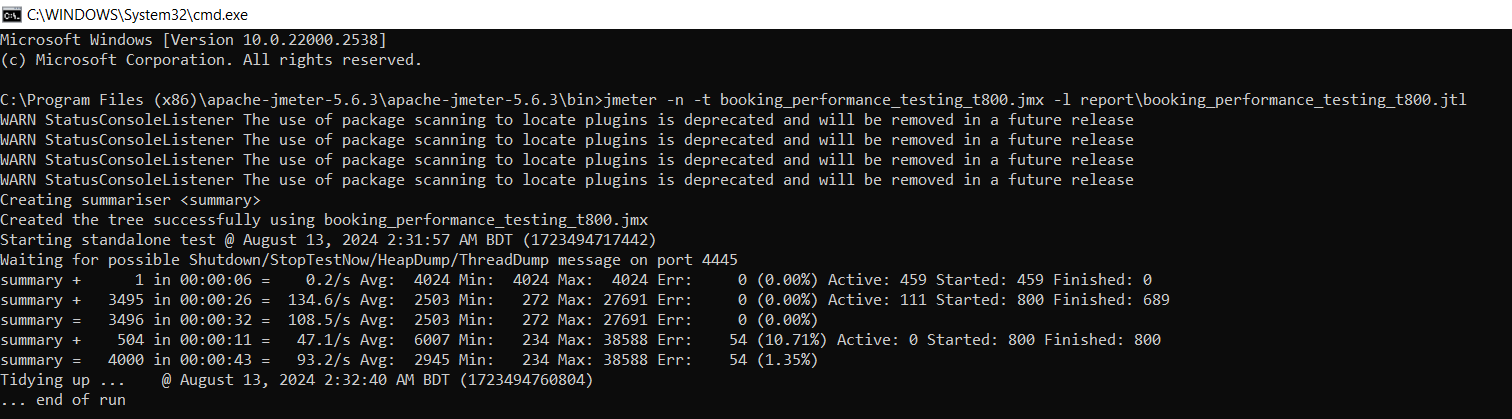 C:\WINDOWS\System32\cmd.exe
Microsoft Windows [Version 10.0.22000.2538]
(c) Microsoft Corporation. All rights reserved.
C:\Program Files (x86)\apache-jmeter-5.6.3\apache-jmeter-5.6.3\bin>jmeter -n -t booking_performance_testing_t800.jmx -l report\booking_performance_testing_t800.jtl
WARN StatusConsoleListener The use of package scanning to locate plugins is deprecated and will be removed in a future release
WARN StatusConsoleListener The use of package scanning to locate plugins is deprecated and will be removed in a future release
WARN StatusConsoleListener The use of package scanning to locate plugins is deprecated and will be removed in a future release
WARN StatusConsoleListener The use of package scanning to locate plugins is deprecated and will be removed in a future release
Creating summariser <summary>
Created the tree successfully using booking_performance_testing_t800.jmx
Starting standalone test @ August 13, 2024 2:31:57 AM BDT (1723494717442)
Waiting for possible Shutdown/StopTestNow/HeapDump/ThreadDump message on port 4445
summary +      1 in 00:00:06 =    0.2/s Avg:  4024 Min:  4024 Max:  4024 Err:     0 (0.00%) Active: 459 Started: 459 Finished: 0
summary +   3495 in 00:00:26 =  134.6/s Avg:  2503 Min:   272 Max: 27691 Err:     0 (0.00%) Active: 111 Started: 800 Finished: 689
summary =   3496 in 00:00:32 =  108.5/s Avg:  2503 Min:   272 Max: 27691 Err:     0 (0.00%)
summary +    504 in 00:00:11 =   47.1/s Avg:  6007 Min:   234 Max: 38588 Err:    54 (10.71%) Active: 0 Started: 800 Finished: 800
summary =   4000 in 00:00:43 =   93.2/s Avg:  2945 Min:   234 Max: 38588 Err:    54 (1.35%)
Tidying up ...    @ August 13, 2024 2:32:40 AM BDT (1723494760804)
... end of run